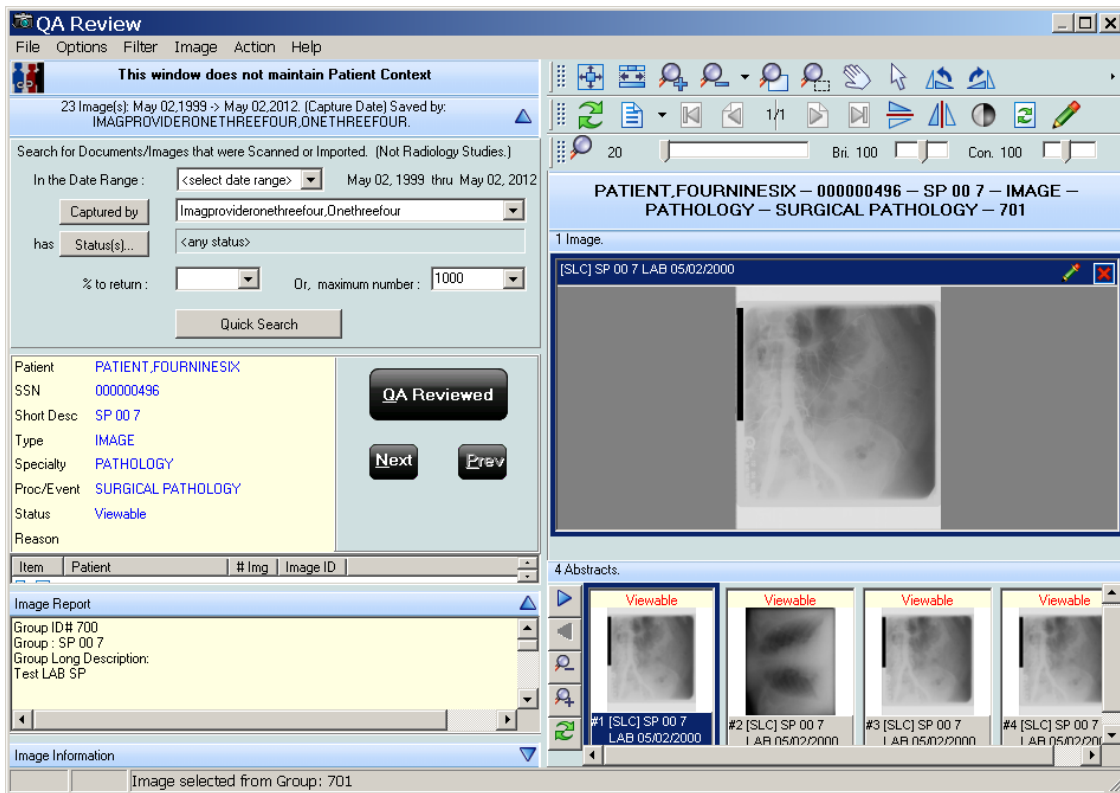 QA Review
File Options Filter Image Action Help
This window does not maintain Patient Context
23 Image(s): May 02,1999 -> May 02,2012. (Capture Date) Saved by:
IMAGPROVIDERONETHREEFOUR,ONETHREEFOUR.
Search for Documents/Images that were Scanned or Imported. (Not Radiology Studies.)
In the Date Range : <select date range> May 02, 1999 thru May 02, 2012
Captured by Imagprovideronethreefour,Onethreefour
has Status(s)... <any status>
% to return : Or, maximum number : 1000
Quick Search
Patient PATIENT,FOURNINESIX
SSN 000000496
Short Desc SP 00 7
Type IMAGE
Specialty PATHOLOGY
Proc/Event SURGICAL PATHOLOGY
Status Viewable
Reason
QA Reviewed
Next Prev
Item Patient # Img Image ID
Image Report
Group ID# 700
Group : SP 00 7
Group Long Description:
Test LAB SP
Image Information
1/1
20 Bri. 100 Con. 100
PATIENT,FOURNINESIX – 000000496 – SP 00 7 – IMAGE –
PATHOLOGY – SURGICAL PATHOLOGY – 701
1 Image.
[SLC] SP 00 7 LAB 05/02/2000
4 Abstracts.
Viewable Viewable Viewable Viewable
#1 [SLC] SP 00 7 #2 [SLC] SP 00 7 #3 [SLC] SP 00 7 #4 [SLC] SP 00 7
LAB 05/02/2000 LAB 05/02/2000 LAB 05/02/2000 LAB 05/02/2000
Image selected from Group: 701